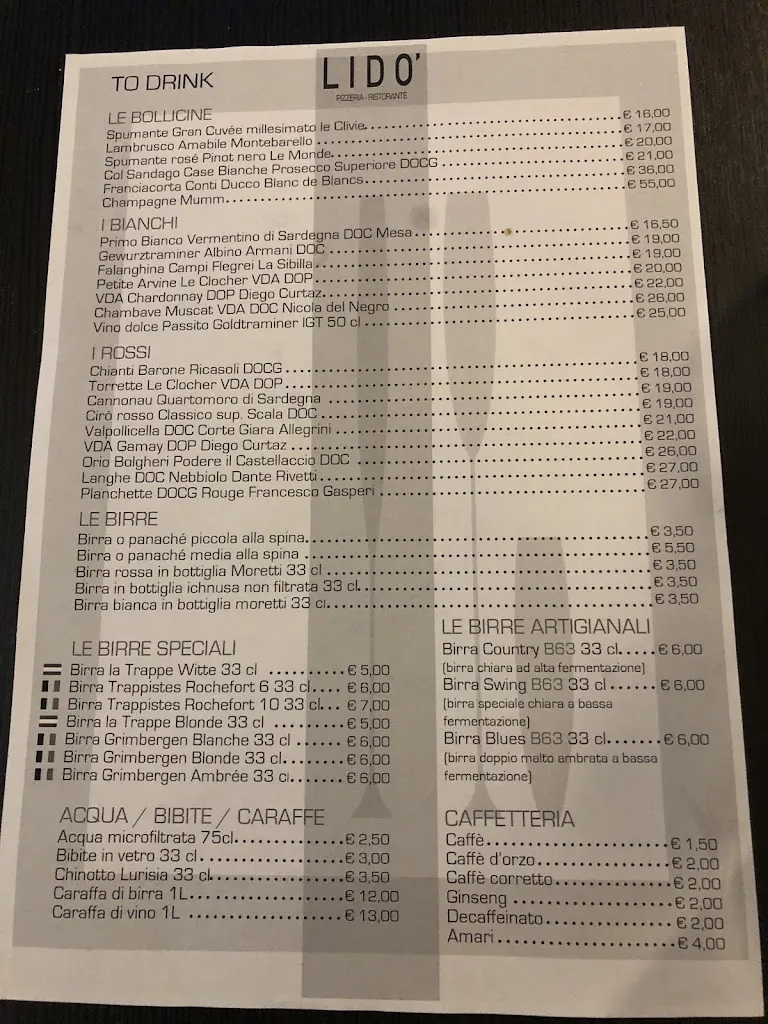 TO DRINK
LIDO'
PIZZERIA - RISTORANTE
LE BOLLICINE
Spumante Gran Cuvée millesimato le Clivie. € 16,00
Lambrusco Amabile Montebarello € 17,00
Spumante rosé Pinot nero Le Monde € 20,00
Col Sandago Case Bianche Prosecco Superiore DOCG € 21,00
Franciacorta Conti Ducco Blanc de Blancs € 36,00
Champagne Mumm € 55,00
I BIANCHI
Primo Bianco Vermentino di Sardegna DOC Mesa € 16,50
Gewurztraminer Albino Armani DOC € 19,00
Falanghina Campi Flegrei La Sibilla € 19,00
Petite Arvine Le Clocher VDA DOP € 20,00
VDA Chardonnay DOP Diego Curtaz € 22,00
Chambave Muscat VDA DOC Nicola del Negro € 26,00
Vino dolce Passito Goldtraminer IGT 50 cl € 25,00
I ROSSI
Chianti Barone Ricasoli DOCG € 18,00
Torrette Le Clocher VDA DOP € 18,00
Cannonau Quartomoro di Sardegna € 19,00
Cirò rosso Classico sup. Scala DOC € 19,00
Valpollicella DOC Corte Giara Allegrini € 21,00
VDA Gamay DOP Diego Curtaz € 22,00
Orio Bolgheri Podere il Castellaccio DOC € 26,00
Langhe DOC Nebbiolo Dante Rivetti € 27,00
Planchette DOCG Rouge Francesco Gasperi € 27,00
LE BIRRE
Birra o panaché piccola alla spina € 3,50
Birra o panaché media alla spina € 5,50
Birra rossa in bottiglia Moretti 33 cl € 3,50
Birra in bottiglia ichnusa non filtrata 33 cl € 3,50
Birra bianca in bottiglia moretti 33 cl € 3,50
LE BIRRE SPECIALI
Birra la Trappe Witte 33 cl € 5,00
Birra Trappistes Rochefort 6 33 cl € 6,00
Birra Trappistes Rochefort 10 33 cl € 7,00
Birra la Trappe Blonde 33 cl € 5,00
Birra Grimbergen Blanche 33 cl € 6,00
Birra Grimbergen Blonde 33 cl € 6,00
Birra Grimbergen Ambrée 33 cl € 6,00
LE BIRRE ARTIGIANALI
Birra Country B63 33 cl € 6,00
(birra chiara ad alta fermentazione)
Birra Swing B63 33 cl € 6,00
(birra speciale chiara a bassa
fermentazione)
Birra Blues B63 33 cl € 6,00
(birra doppio malto ambrata a bassa
fermentazione)
ACQUA / BIBITE / CARAFFE
Acqua microfiltrata 75cl € 2,50
Bibite in vetro 33 cl € 3,00
Chinotto Lurisia 33 cl € 3,50
Caraffa di birra 1L € 12,00
Caraffa di vino 1L € 13,00
CAFFETTERIA
Caffè € 1,50
Caffè d'orzo € 2,00
Caffè corretto € 2,00
Ginseng € 2,00
Decaffeinato € 2,00
Amari € 4,00